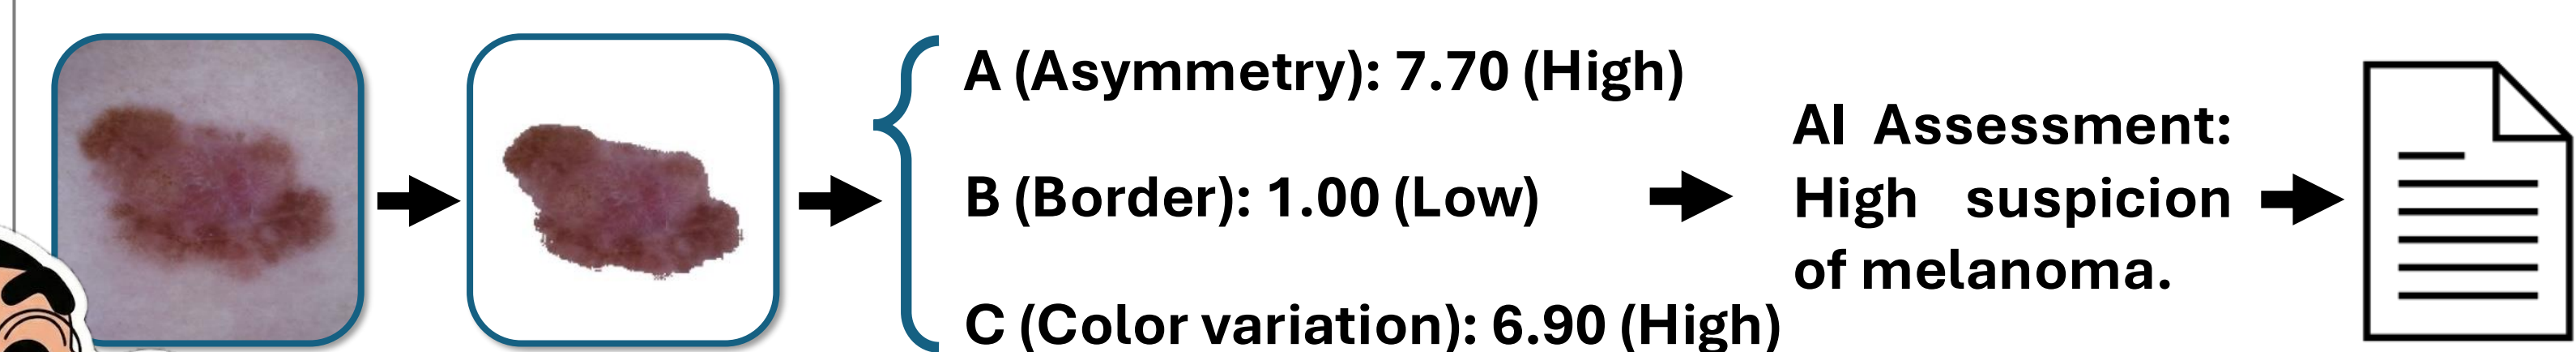 A (Asymmetry): 7.70 (High)
B (Border): 1.00 (Low)
C (Color variation): 6.90 (High)
AI Assessment:
High suspicion
of melanoma.